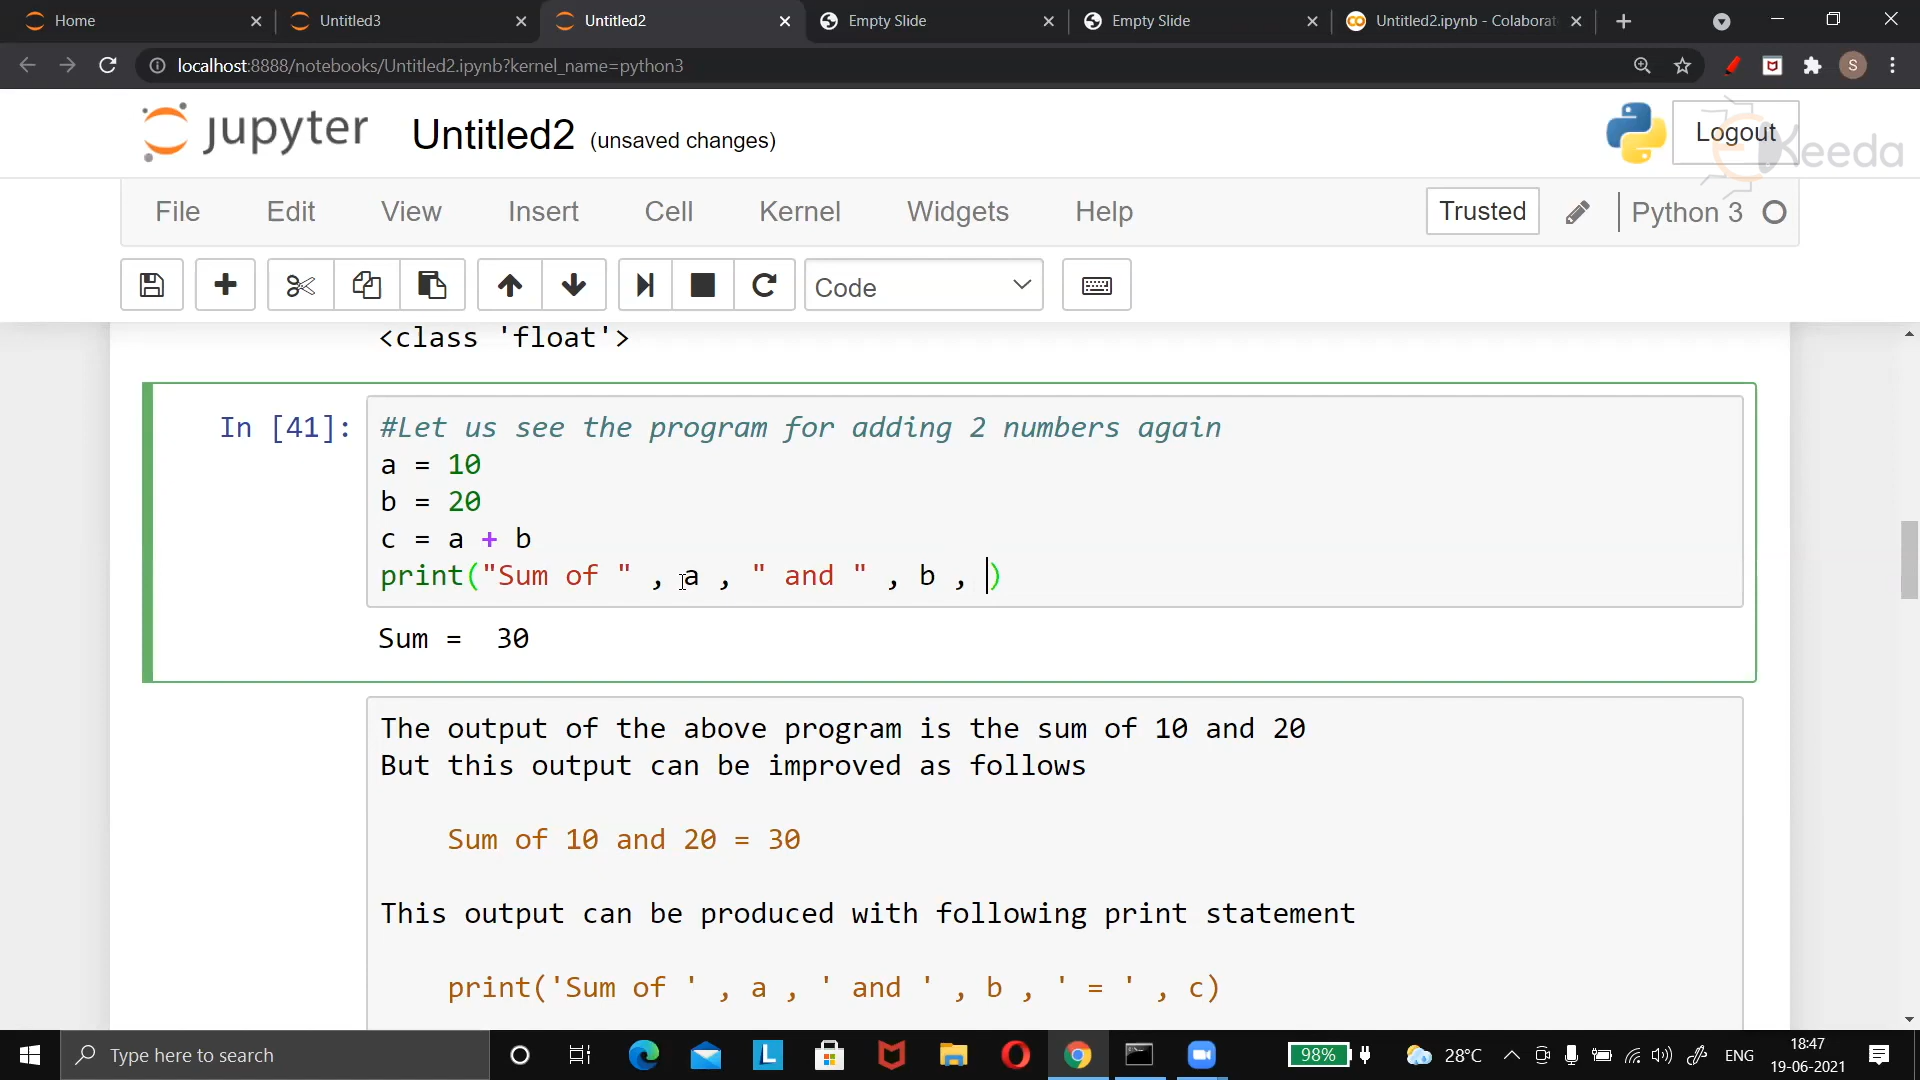 Home
Untitled3
Untitled2
Empty Slide
Empty Slide
Untitled2.ipynb - Colaborat
localhost:8888/notebooks/Untitled2.ipynb?kernel_name=python3
S
jupyter Untitled2 (unsaved changes)
Logout
Keeda
File Edit View Insert Cell Kernel Widgets Help
Trusted
Python 3
Code
<class 'float'>
In [41]:
#Let us see the program for adding 2 numbers again
a = 10
b = 20
c = a + b
print("Sum of " , a , " and " , b , )
Sum =  30
The output of the above program is the sum of 10 and 20
But this output can be improved as follows
Sum of 10 and 20 = 30
This output can be produced with following print statement
print('Sum of ' , a , ' and ' , b , ' = ' , c)
Type here to search
L
98%
28°C
ENG
18:47
19-06-2021